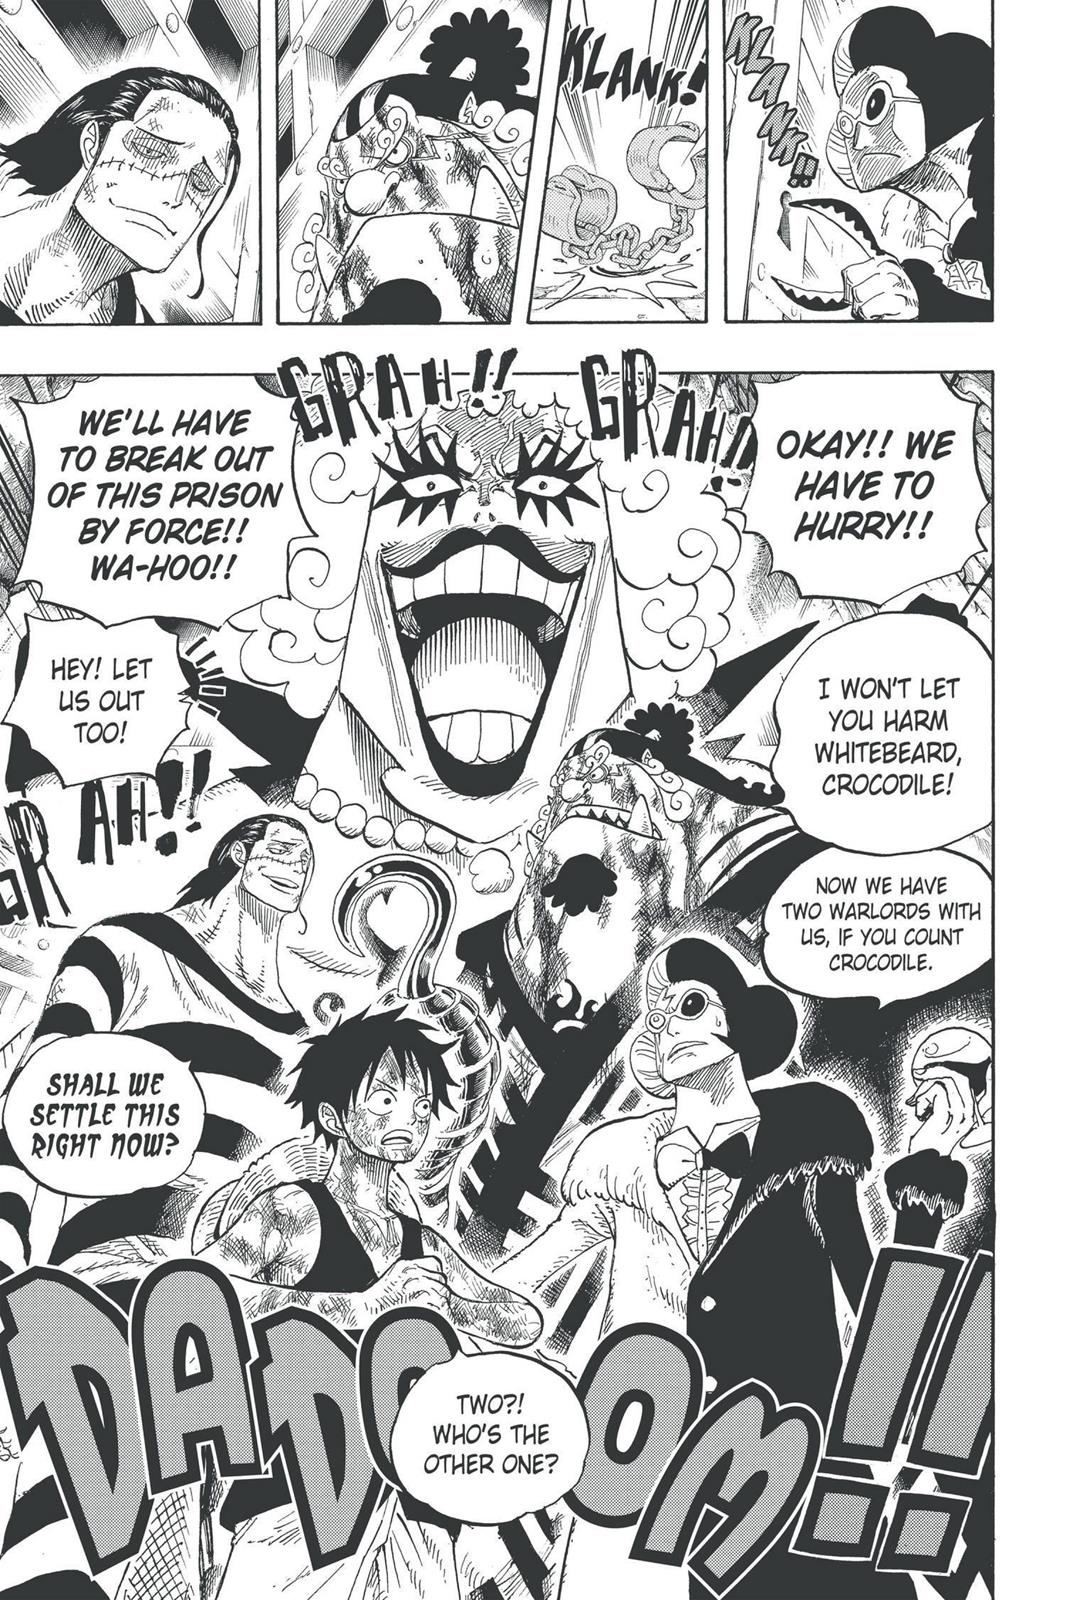 KLANK
KLANK!!
KLANK!
GRAH!!
GRAH!!
OKAY!! WE
HAVE TO
HURRY!!
WE'LL HAVE
TO BREAK OUT
OF THIS PRISON
BY FORCE!!
WA-HOO!!
HEY! LET
US OUT
TOO!
GRAH!!
I WON'T LET
YOU HARM
WHITEBEARD,
CROCODILE!
NOW WE HAVE
TWO WARLORDS WITH
US, IF YOU COUNT
CROCODILE.
SHALL WE
SETTLE THIS
RIGHT NOW?
TWO?!
WHO'S THE
OTHER ONE?
DADOOM!!